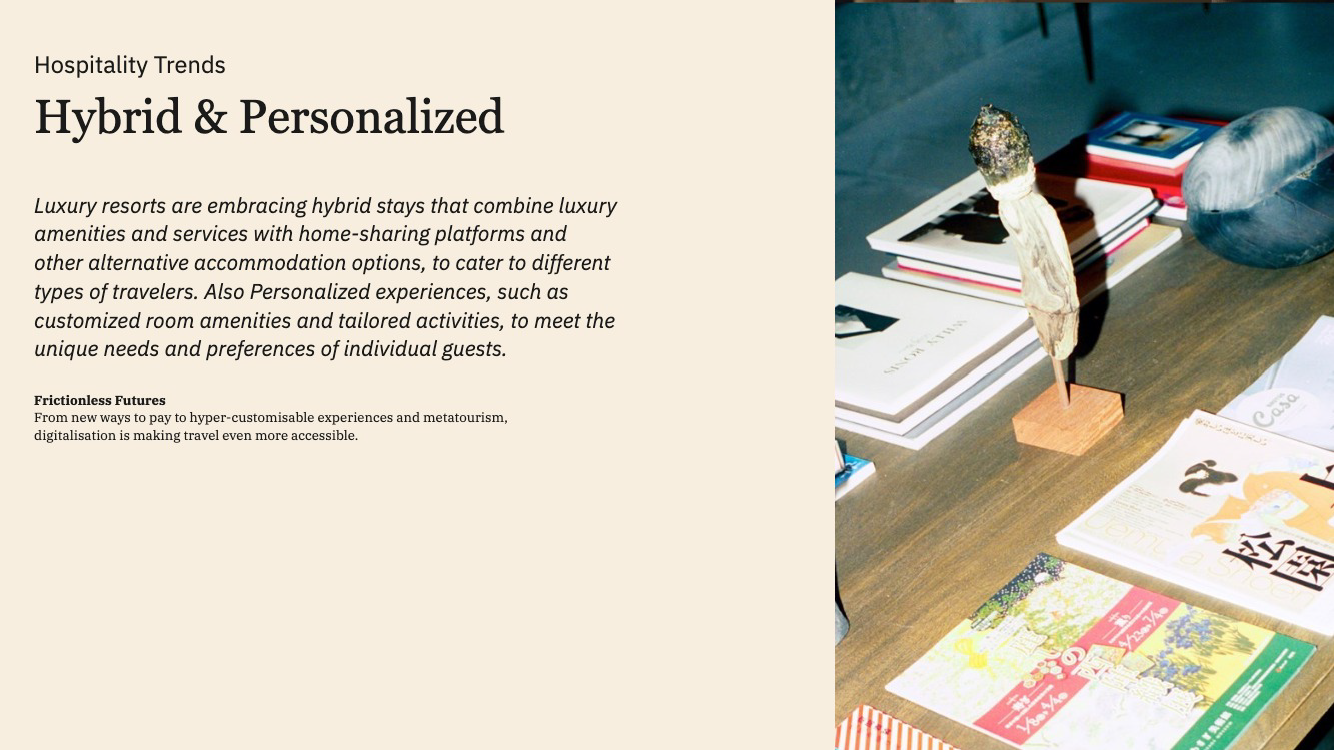 Hospitality Trends
Hybrid & Personalized
Luxury resorts are embracing hybrid stays that combine luxury
amenities and services with home-sharing platforms and
other alternative accommodation options, to cater to different
types of travelers. Also Personalized experiences, such as
customized room amenities and tailored activities, to meet the
unique needs and preferences of individual guests.
Frictionless Futures
From new ways to pay to hyper-customisable experiences and metatourism,
digitalisation is making travel even more accessible.
Casa
松園